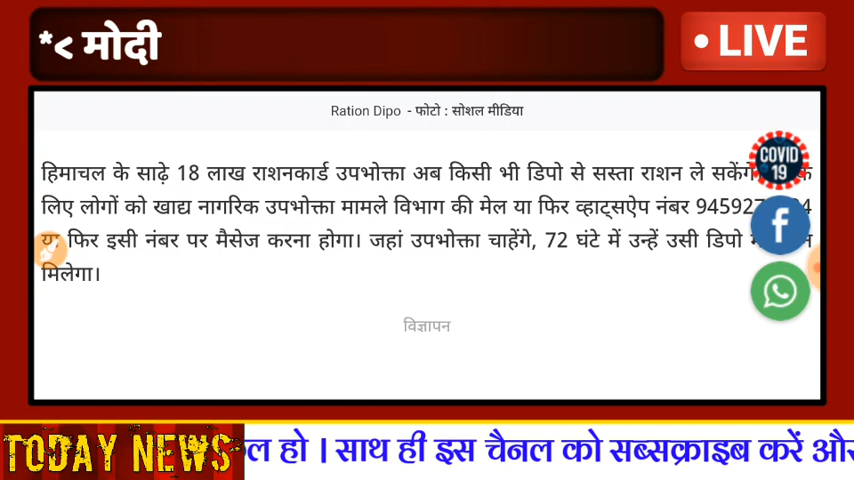 *< मोदी
• LIVE
Ration Dipo - फोटो : सोशल मीडिया
हिमाचल के साढ़े 18 लाख राशनकार्ड उपभोक्ता अब किसी भी डिपो से सस्ता राशन ले सकेंगे
लिए लोगों को खाद्य नागरिक उपभोक्ता मामले विभाग की मेल या फिर व्हाट्सऐप नंबर
फिर इसी नंबर पर मैसेज करना होगा। जहां उपभोक्ता चाहेंगे, 72 घंटे में उन्हें उसी डिपो
मिलेगा।
COVID
19
विज्ञापन
TODAY NEWS
हो । साथ ही इस चैनल को सब्सक्राइब करें और